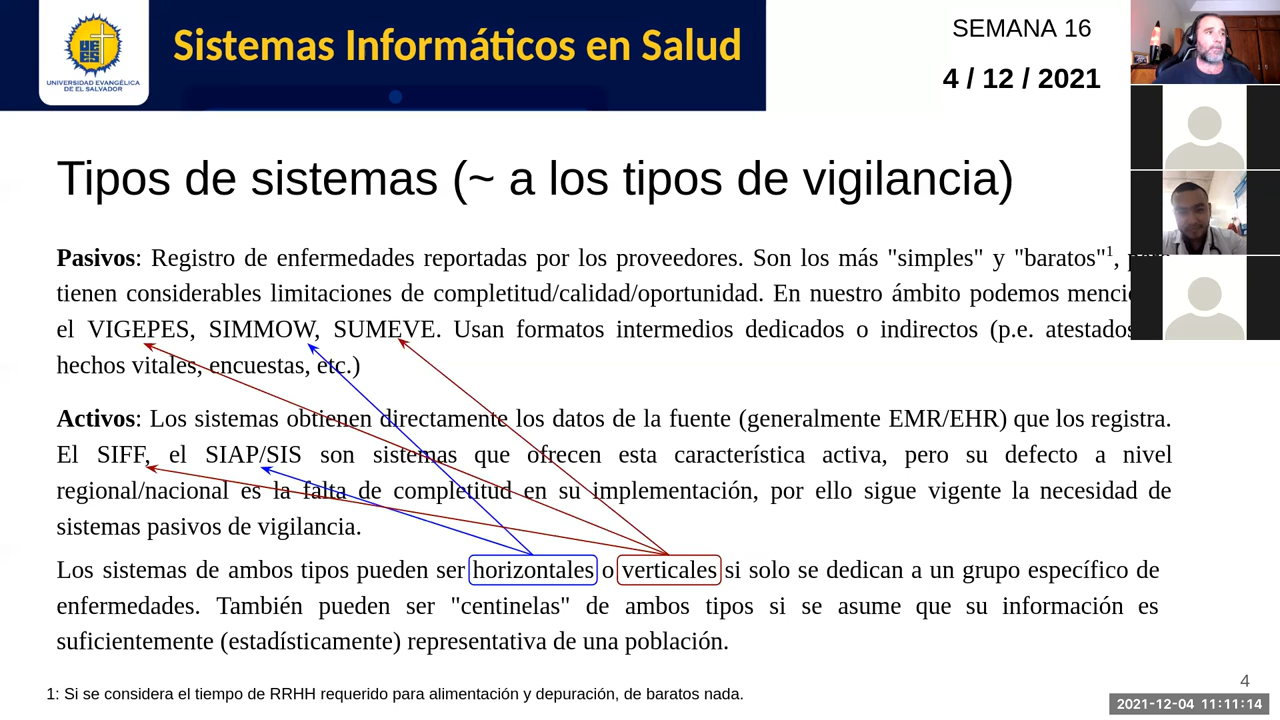 UNIVERSIDAD EVANGÉLICA
DE EL SALVADOR
Sistemas Informáticos en Salud
SEMANA 16
4 / 12 / 2021
Tipos de sistemas (~ a los tipos de vigilancia)
Pasivos: Registro de enfermedades reportadas por los proveedores. Son los más "simples" y "baratos"1,
tienen considerables limitaciones de completitud/calidad/oportunidad. En nuestro ámbito podemos
el VIGEPES, SIMMOW, SUMEVE. Usan formatos intermedios dedicados o indirectos (p.e. atestados
hechos vitales, encuestas, etc.)
Activos: Los sistemas obtienen directamente los datos de la fuente (generalmente EMR/EHR) que los registra.
El SIFF, el SIAP/SIS son sistemas que ofrecen esta característica activa, pero su defecto a nivel
regional/nacional es la falta de completitud en su implementación, por ello sigue vigente la necesidad de
sistemas pasivos de vigilancia.
Los sistemas de ambos tipos pueden ser horizontales o verticales si solo se dedican a un grupo específico de
enfermedades. También pueden ser "centinelas" de ambos tipos si se asume que su información es
suficientemente (estadísticamente) representativa de una población.
1: Si se considera el tiempo de RRHH requerido para alimentación y depuración, de baratos nada.
4
2021-12-04 11:11:14